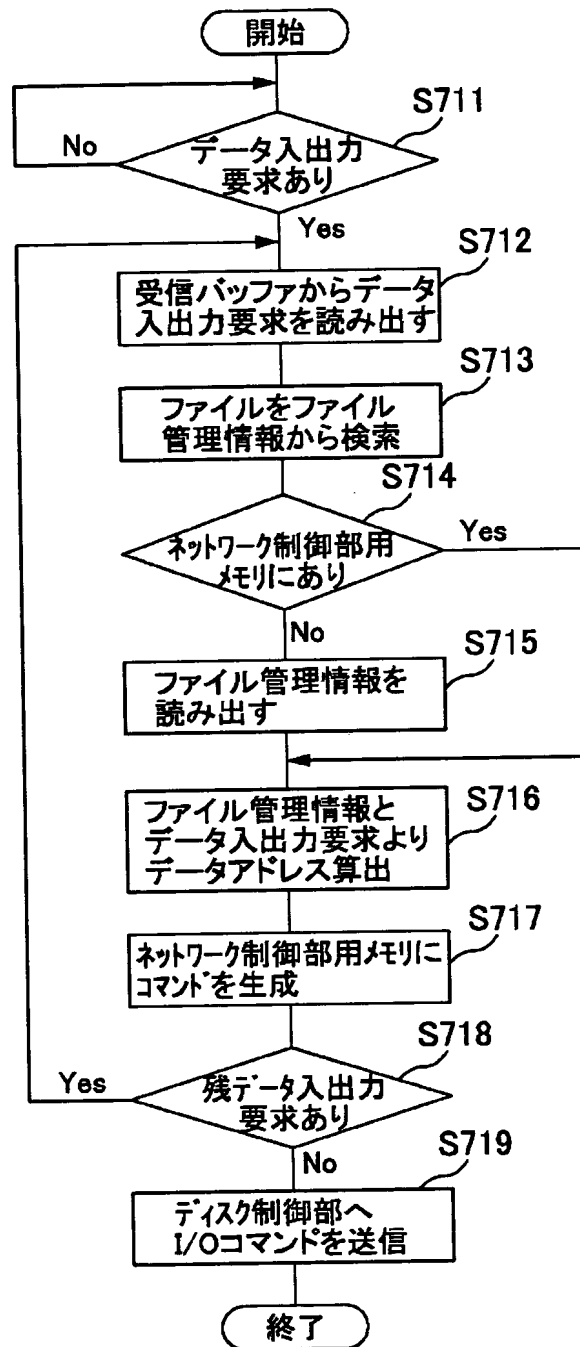 開始
S711
No
データ入出力
要求あり
Yes
S712
受信バッファからデータ
入出力要求を読み出す
S713
ファイルをファイル
管理情報から検索
S714
Yes
ネットワーク制御部用
メモリにあり
No
S715
ファイル管理情報を
読み出す
S716
ファイル管理情報と
データ入出力要求より
データアドレス算出
S717
ネットワーク制御部用メモリに
コマンドを生成
S718
Yes
残データ入出力
要求あり
No
S719
ディスク制御部へ
I/Oコマンドを送信
終了